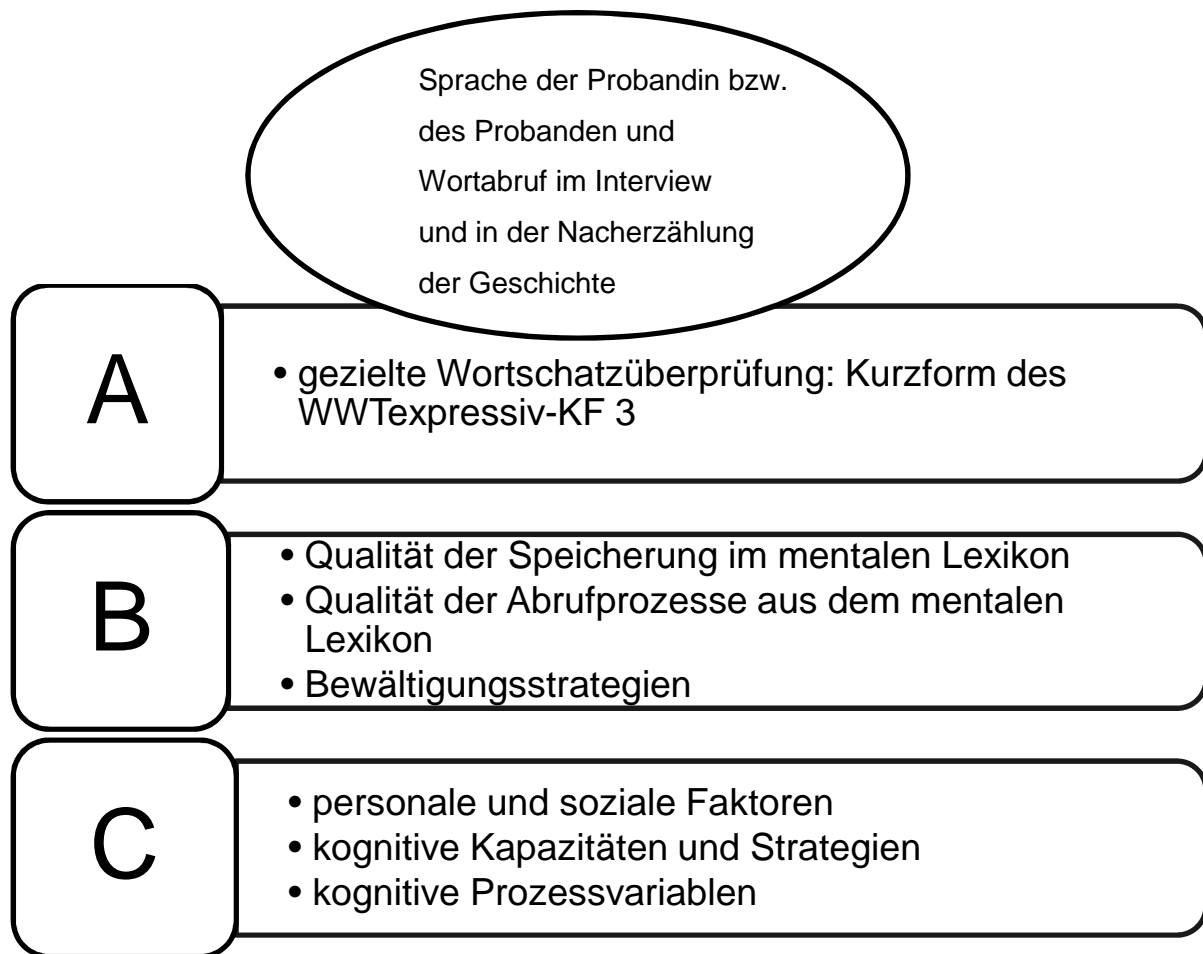 Sprache der Probandin bzw.
des Probanden und
Wortabruf im Interview
und in der Nacherzählung
der Geschichte
A
• gezielte Wortschatzüberprüfung: Kurzform des
WWTexpressiv-KF 3
B
• Qualität der Speicherung im mentalen Lexikon
• Qualität der Abrufprozesse aus dem mentalen
Lexikon
• Bewältigungsstrategien
C
• personale und soziale Faktoren
• kognitive Kapazitäten und Strategien
• kognitive Prozessvariablen